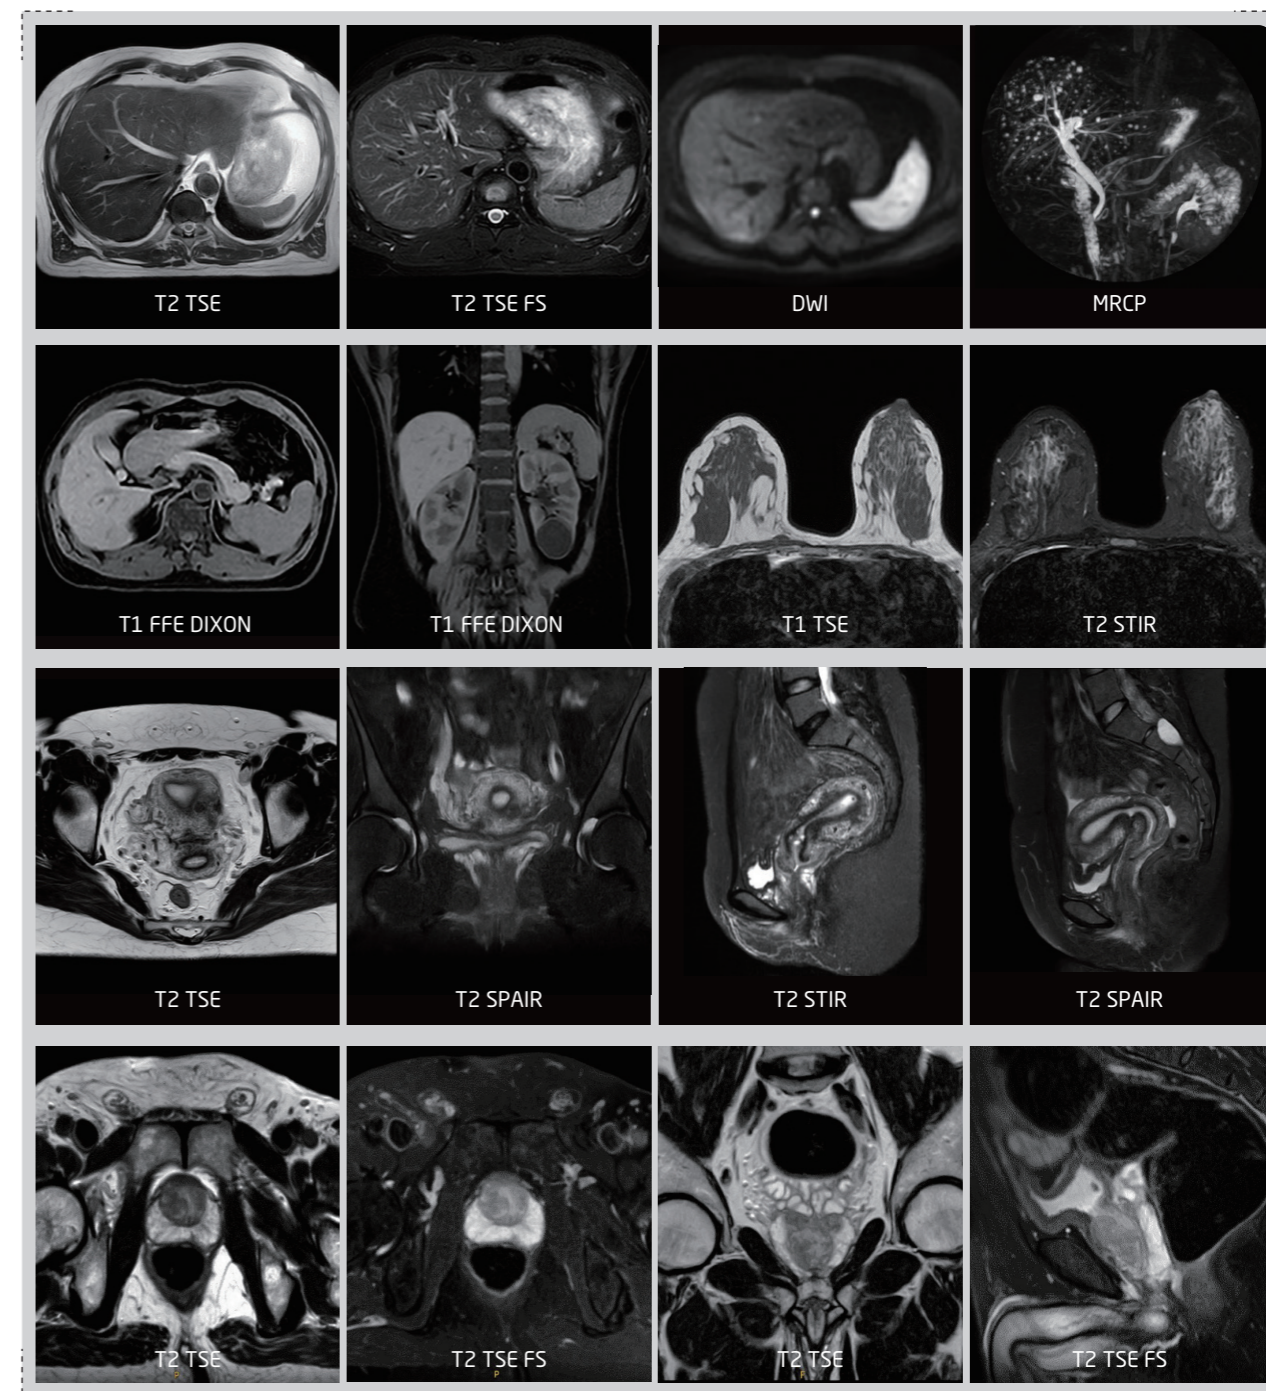 T2 TSE
T2 TSE FS
DWI
MRCP
T1 FFE DIXON
T1 FFE DIXON
T1 TSE
T2 STIR
T2 TSE
T2 SPAIR
T2 STIR
T2 SPAIR
T2 TSE
T2 TSE FS
T2 TSE
T2 TSE FS
P
P
F